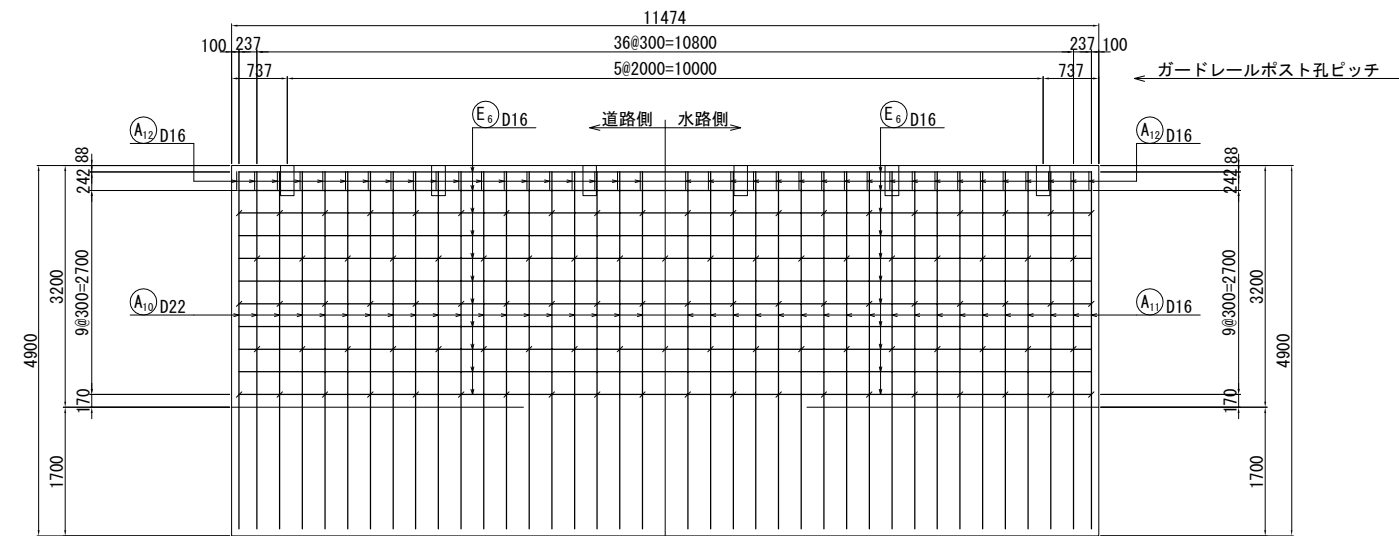 11474
100 237 36@300=10800 237 100
737 5@2000=10000 737 ガードレールポスト孔ピッチ
A12 D16 E6 D16 道路側 水路側 E6 D16 A12 D16
88 88
242 242
4900 3200 9@300=2700 9@300=2700 3200 4900
A10 D22 A11 D16
170 170
1700 1700